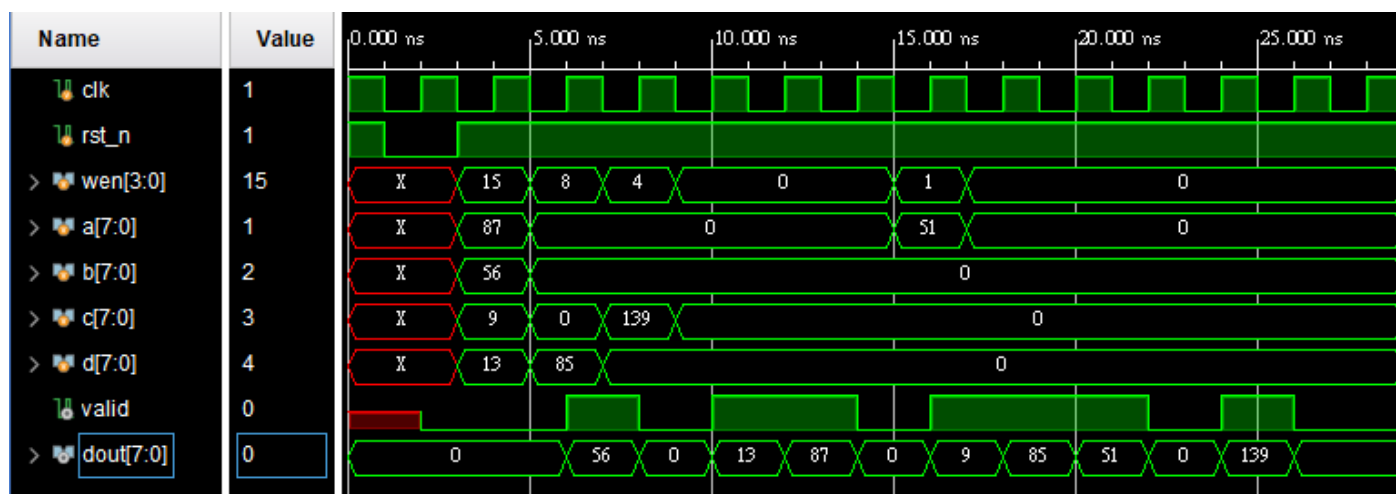 Name Value 0.000 ns 5.000 ns 10.000 ns 15.000 ns 20.000 ns 25.000 ns
clk 1
rst_n 1
> wen[3:0] 15 X 15 8 4 0 1 0
> a[7:0] 1 X 87 0 51 0
> b[7:0] 2 X 56 0
> c[7:0] 3 X 9 0 139 0
> d[7:0] 4 X 13 85 0
valid 0
> dout[7:0] 0 0 56 0 13 87 0 9 85 51 0 139